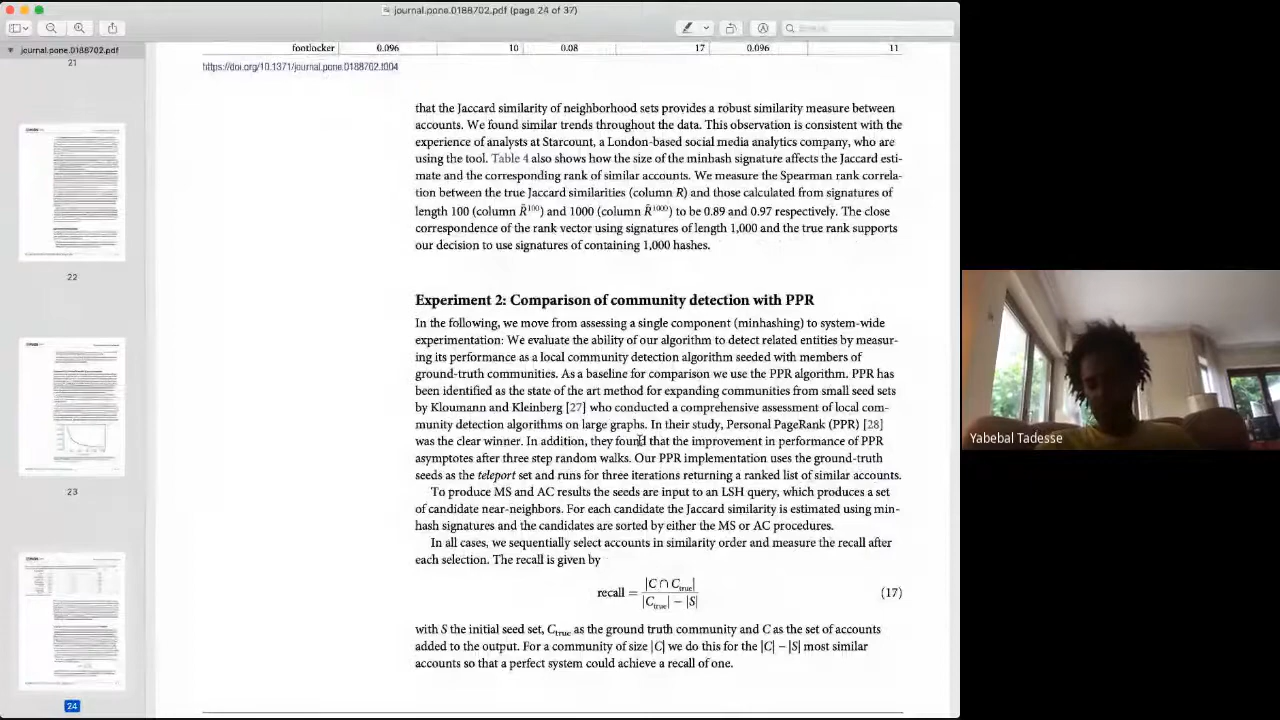 journal.pone.0188702.pdf (page 24 of 37)
Search
journal.pone.0188702.pdf
21
22
23
24
footlocker 0.096 10 0.08 17 0.096 11
https://doi.org/10.1371/journal.pone.0188702.t004
that the Jaccard similarity of neighborhood sets provides a robust similarity measure between
accounts. We found similar trends throughout the data. This observation is consistent with the
experience of analysts at Starcount, a London-based social media analytics company, who are
using the tool. Table 4 also shows how the size of the minhash signature affects the Jaccard esti-
mate and the corresponding rank of similar accounts. We measure the Spearman rank correla-
tion between the true Jaccard similarities (column R) and those calculated from signatures of
length 100 (column R̂¹⁰⁰) and 1000 (column R̂¹⁰⁰⁰) to be 0.89 and 0.97 respectively. The close
correspondence of the rank vector using signatures of length 1,000 and the true rank supports
our decision to use signatures of containing 1,000 hashes.
Experiment 2: Comparison of community detection with PPR
In the following, we move from assessing a single component (minhashing) to system-wide
experimentation: We evaluate the ability of our algorithm to detect related entities by measur-
ing its performance as a local community detection algorithm seeded with members of
ground-truth communities. As a baseline for comparison we use the PPR algorithm. PPR has
been identified as the state of the art method for expanding communities from small seed sets
by Kloumann and Kleinberg [27] who conducted a comprehensive assessment of local com-
munity detection algorithms on large graphs. In their study, Personal PageRank (PPR) [28]
was the clear winner. In addition, they found that the improvement in performance of PPR
asymptotes after three step random walks. Our PPR implementation uses the ground-truth
seeds as the teleport set and runs for three iterations returning a ranked list of similar accounts.
To produce MS and AC results the seeds are input to an LSH query, which produces a set
of candidate near-neighbors. For each candidate the Jaccard similarity is estimated using min-
hash signatures and the candidates are sorted by either the MS or AC procedures.
In all cases, we sequentially select accounts in similarity order and measure the recall after
each selection. The recall is given by
recall = |C ∩ Ctrue| / |Ctrue| − |S| (17)
with S the initial seed set, Ctrue as the ground truth community and C as the set of accounts
added to the output. For a community of size |C| we do this for the |C| − |S| most similar
accounts so that a perfect system could achieve a recall of one.
Yabebal Tadesse